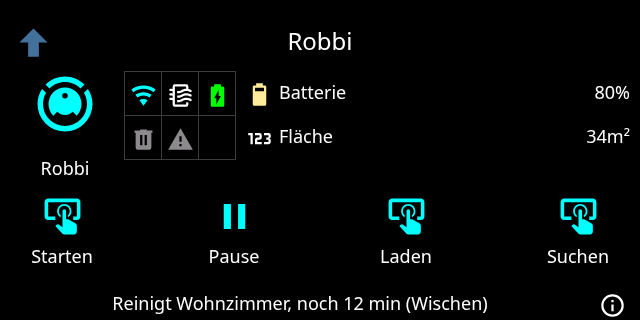 Robbi
Batterie 80%
123 Fläche 34m²
Robbi
Starten Pause Laden Suchen
Reinigt Wohnzimmer, noch 12 min (Wischen)